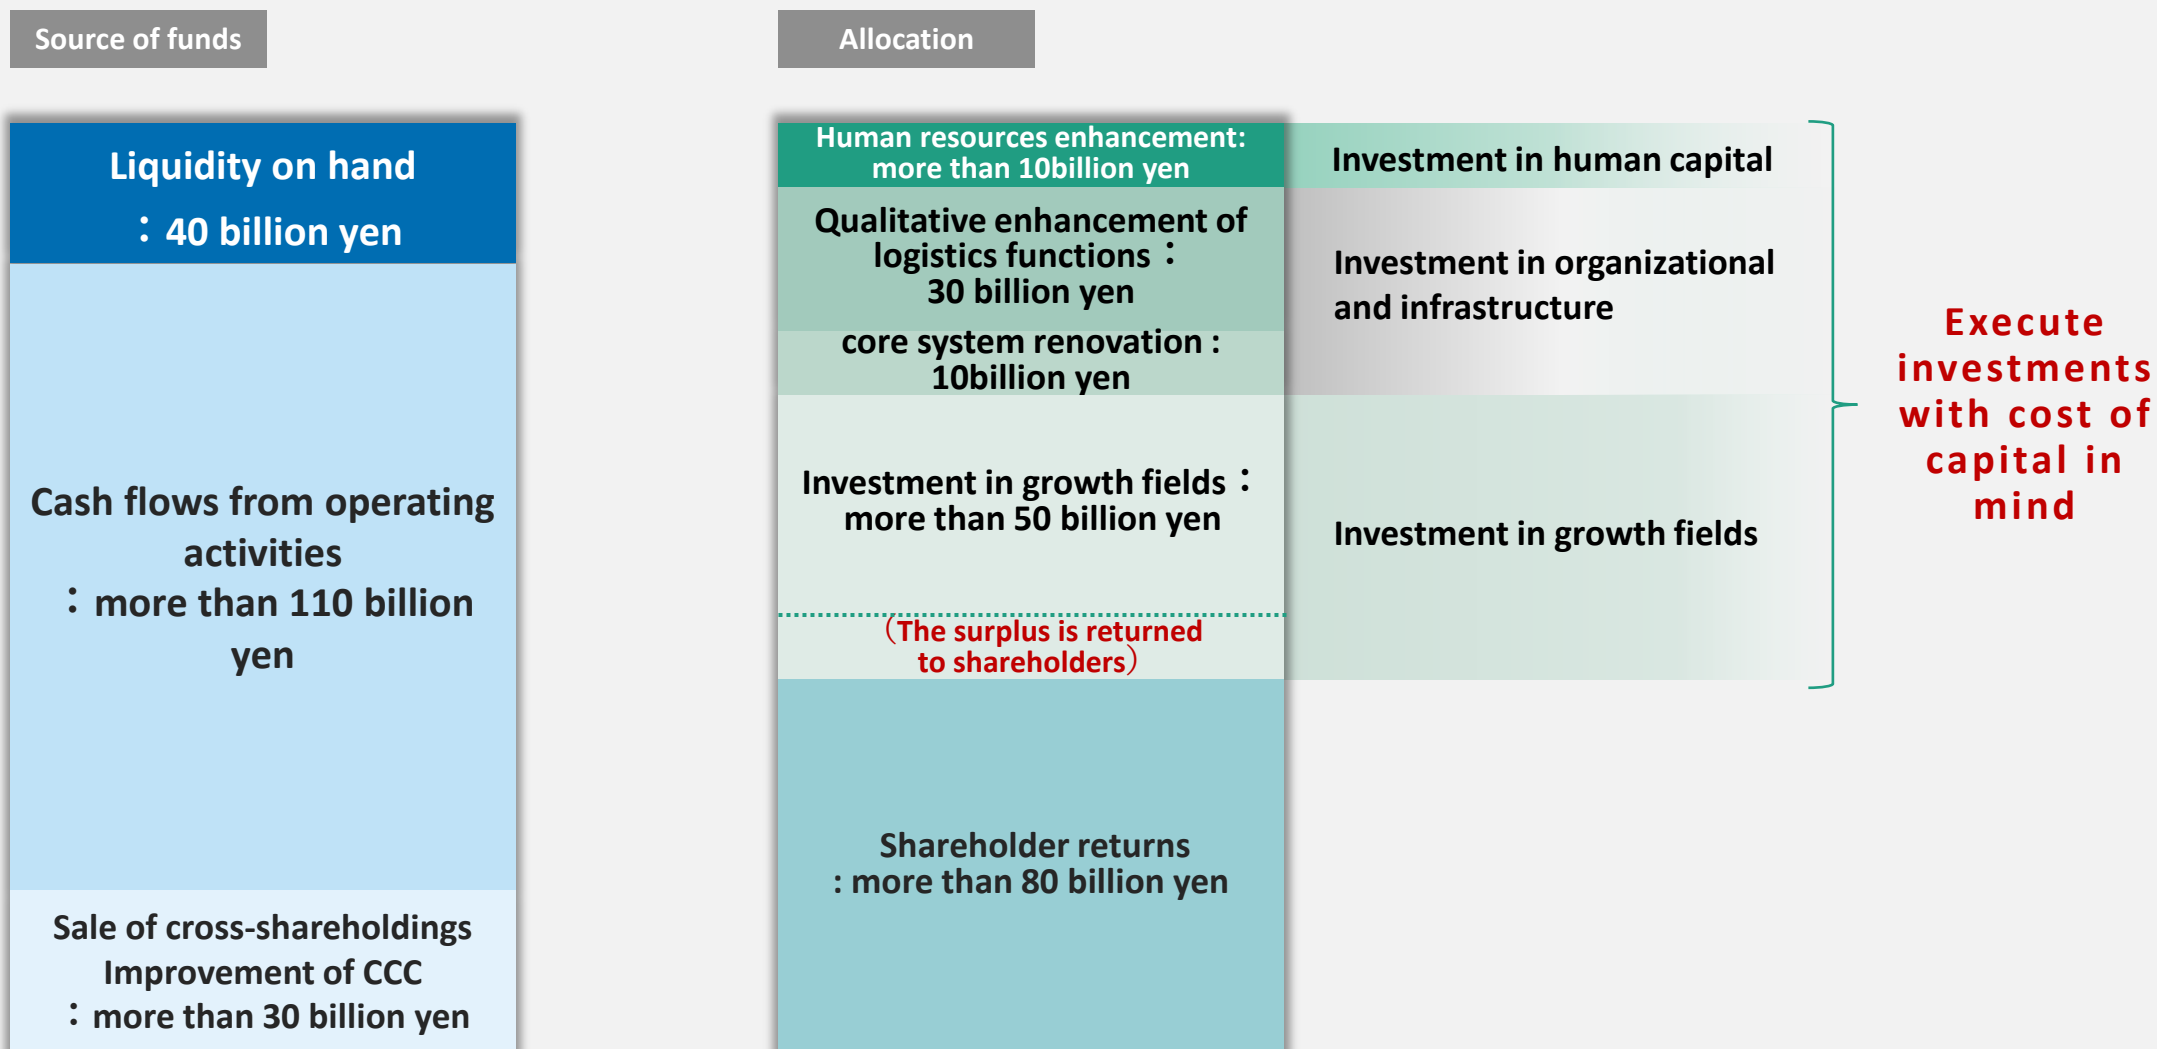 Source of funds
Liquidity on hand
：40 billion yen
Cash flows from operating
activities
：more than 110 billion
yen
Sale of cross-shareholdings
Improvement of CCC
：more than 30 billion yen
Allocation
Human resources enhancement:
more than 10billion yen
Qualitative enhancement of
logistics functions：
30 billion yen
core system renovation :
10billion yen
Investment in growth fields：
more than 50 billion yen
（The surplus is returned
to shareholders）
Shareholder returns
: more than 80 billion yen
Investment in human capital
Investment in organizational
and infrastructure
Investment in growth fields
Execute
investments
with cost of
capital in
mind